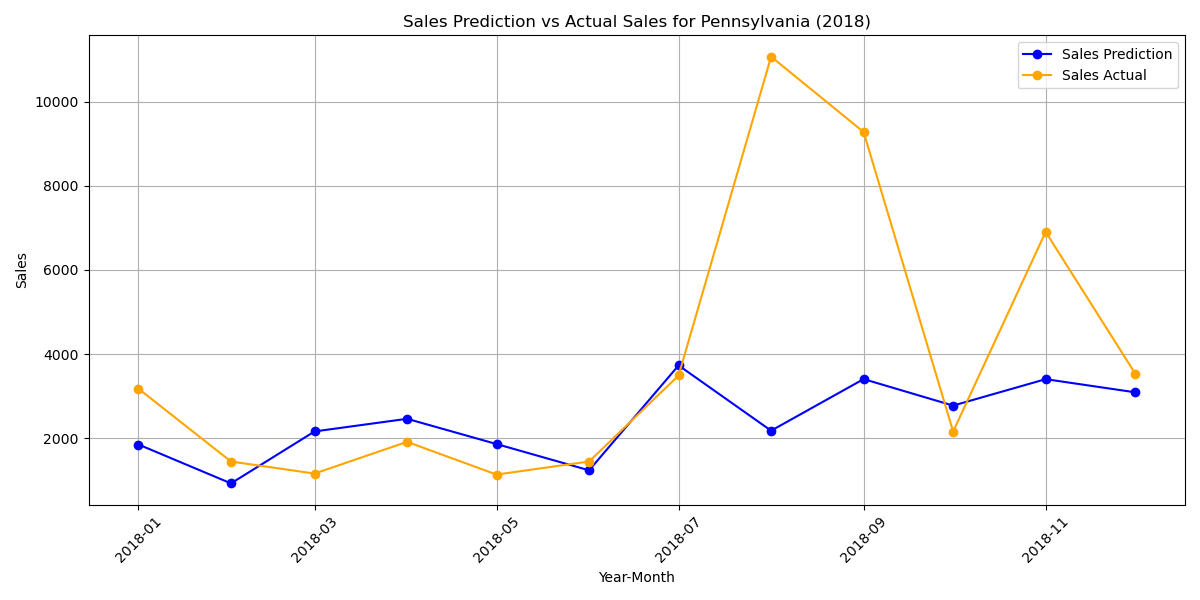 Sales Prediction vs Actual Sales for Pennsylvania (2018)
Sales Prediction
Sales Actual
10000
8000
6000
4000
2000
Sales
2018-01
2018-03
2018-05
2018-07
2018-09
2018-11
Year-Month